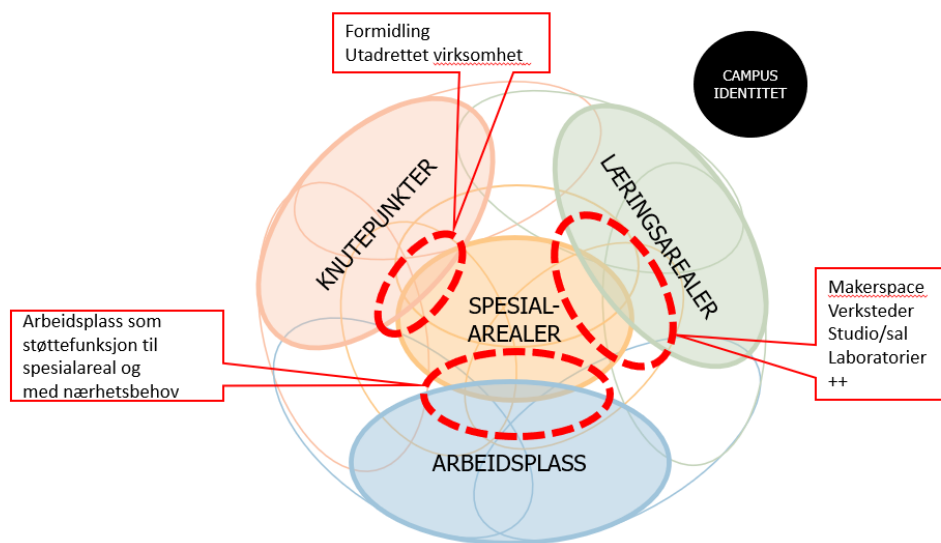 Formidling
Utadrettet virksomhet
CAMPUS
IDENTITET
KNUTEPUNKTER
LÆRINGSAREALER
SPESIAL-
AREALER
Makerspace
Verksteder
Studio/sal
Laboratorier
++
Arbeidsplass som
støttefunksjon til
spesialareal og
med nærhetsbehov
ARBEIDSPLASS